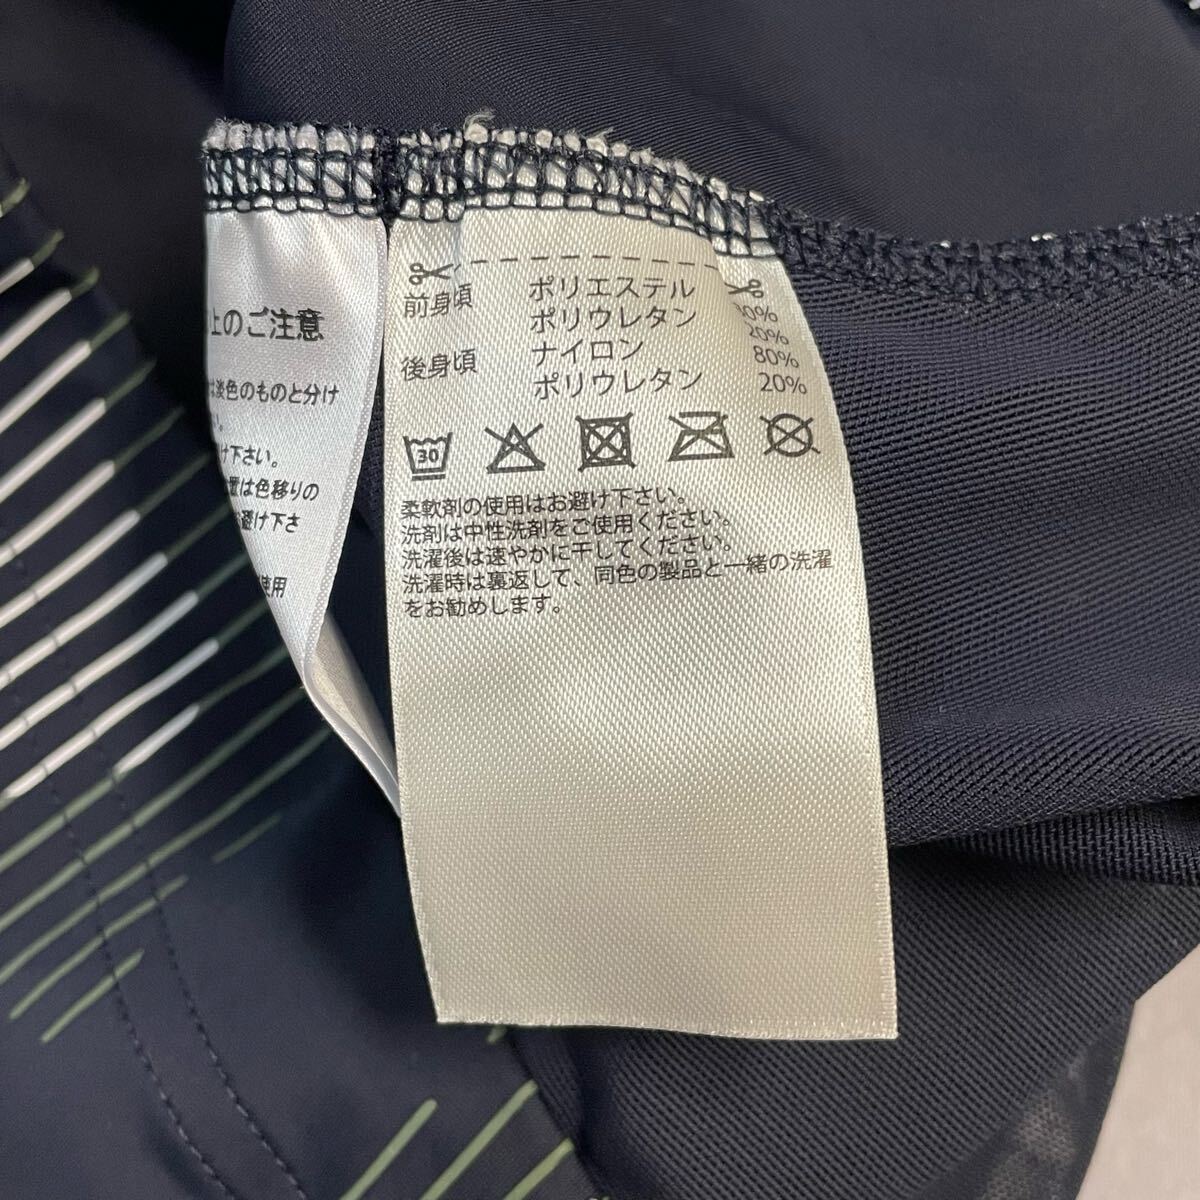 上のご注意
は淡色のものと分け
け下さい。
置は色移りの
お避け下さ
使用
前身頃 ポリエステル 80%
ポリウレタン 20%
後身頃 ナイロン 80%
ポリウレタン 20%
30
柔軟剤の使用はお避け下さい。
洗剤は中性洗剤をご使用ください。
洗濯後は速やかに干してください。
洗濯時は裏返して、同色の製品と一緒の洗濯
をお勧めします。